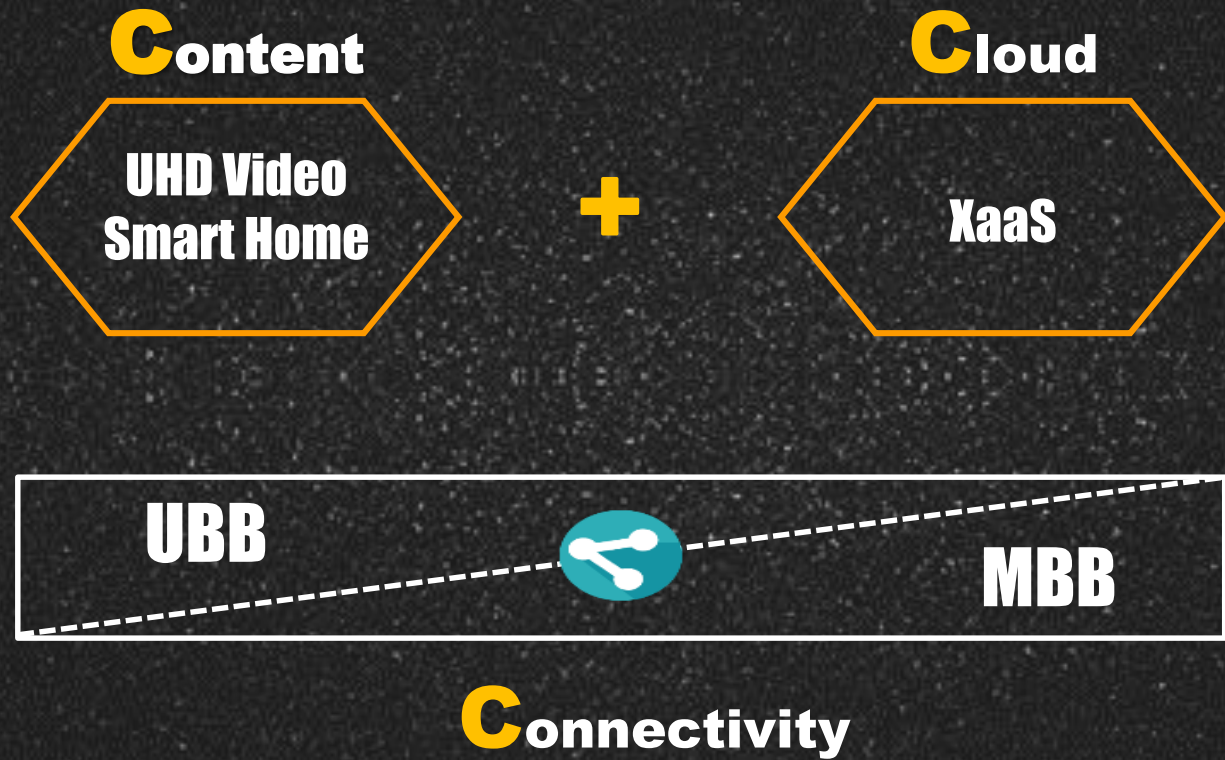 Content
UHD Video
Smart Home
+
Cloud
XaaS
UBB
MBB
Connectivity